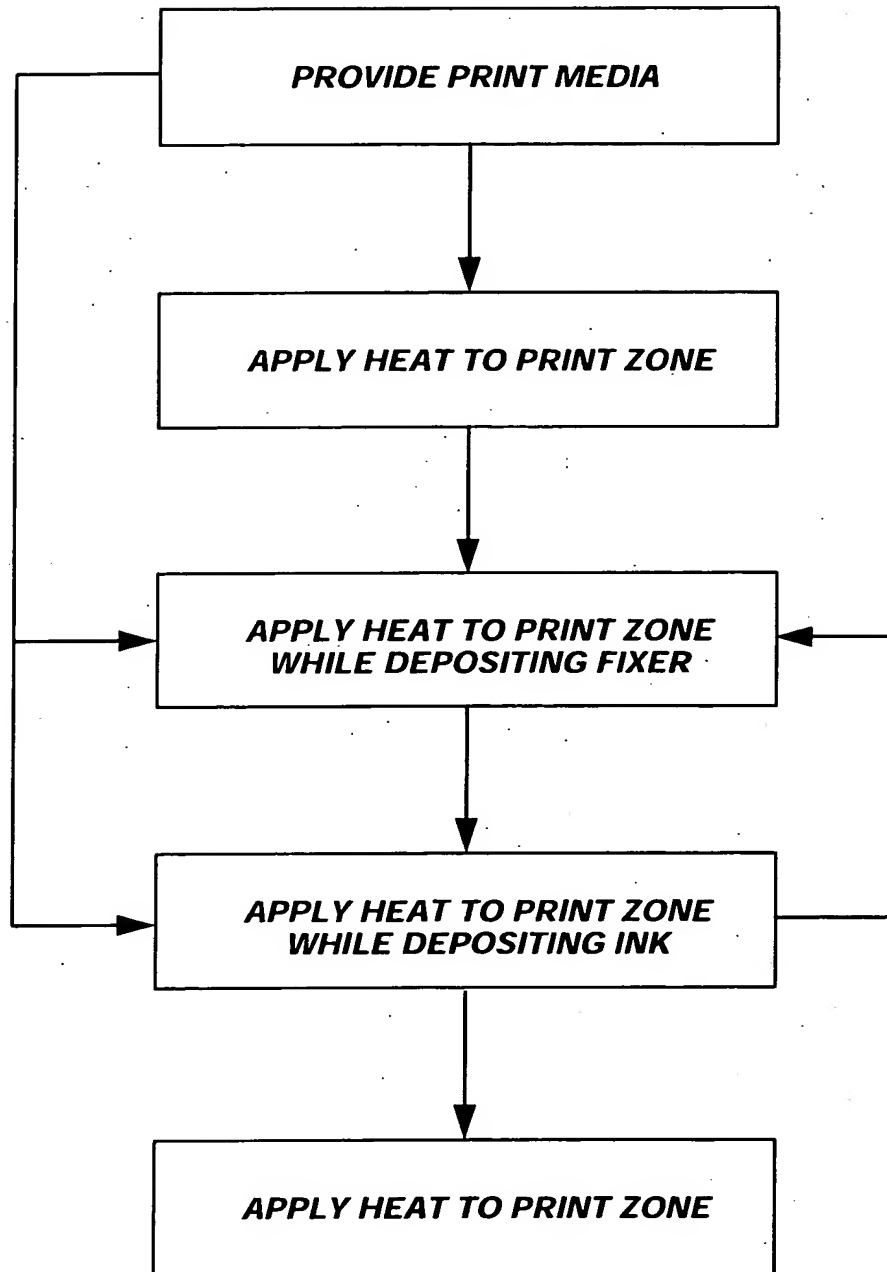 PROVIDE PRINT MEDIA
APPLY HEAT TO PRINT ZONE
APPLY HEAT TO PRINT ZONE
WHILE DEPOSITING FIXER
APPLY HEAT TO PRINT ZONE
WHILE DEPOSITING INK
APPLY HEAT TO PRINT ZONE